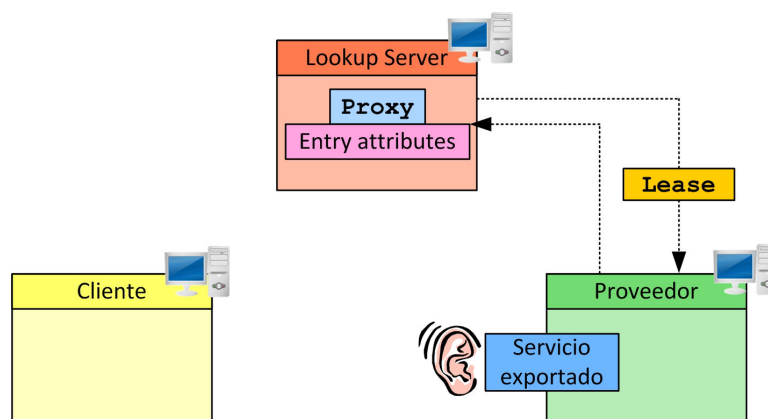 Lookup Server
Proxy
Entry attributes
Lease
Cliente
Proveedor
Servicio
exportado